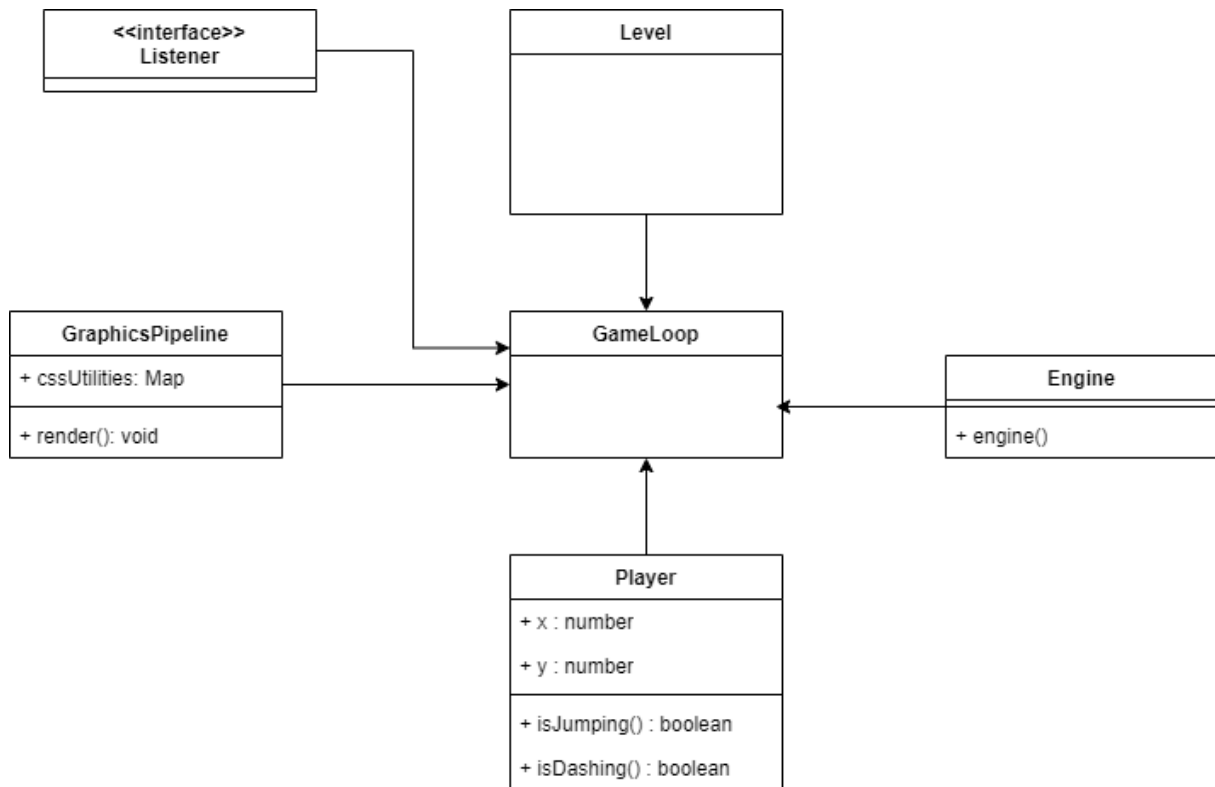 <<interface>>
Listener
Level
GraphicsPipeline
+ cssUtilities: Map
+ render(): void
GameLoop
Engine
+ engine()
Player
+ x : number
+ y : number
+ isJumping() : boolean
+ isDashing() : boolean